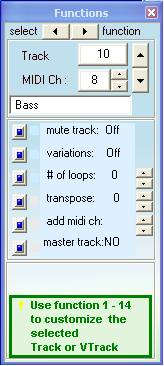 Functions
select function
Track 10
MIDI Ch : 8
Bass
mute track: Off
variations: Off
# of loops: 0
transpose: 0
add midi ch:
master track:NO
Use function 1 - 14
to customize the
selected
Track or VTrack